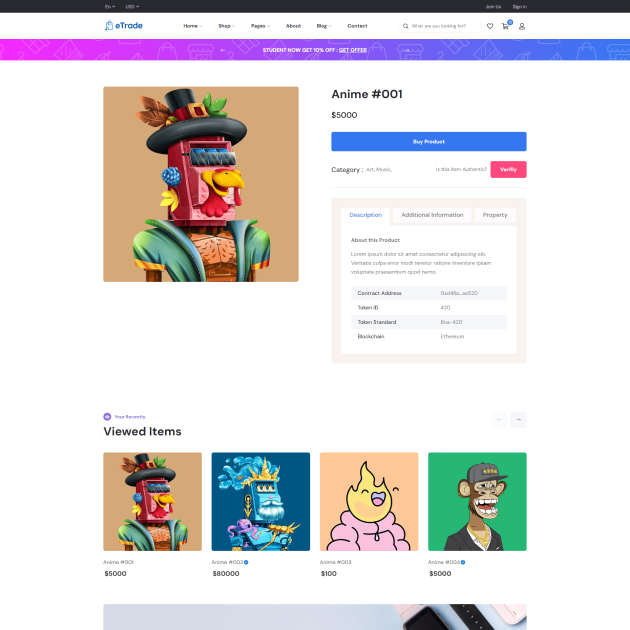 En USD Join Us Sign In
eTrade Home Shop Pages About Blog Contact What are you looking for? 0
STUDENT NOW GET 10% OFF : GET OFFER
Anime #001
$5000
Buy Product
Category : Art, Music, Is this item Authentic? Verifiy
Description Additional Information Property
About this Product
Lorem ipsum dolor sit amet consectetur adipisicing elit.
Veritatis culpa error modi tenetur ratione inventore ipsam
voluptate praesentium quod nemo.
Contract Address
Token ID 420
Token Standard Bne-420
Blockchain Ethereum
Your Recently
Viewed Items
$$$$
Anime #001 Anime #002 Anime #003 Anime #004
$5000 $80000 $100 $5000